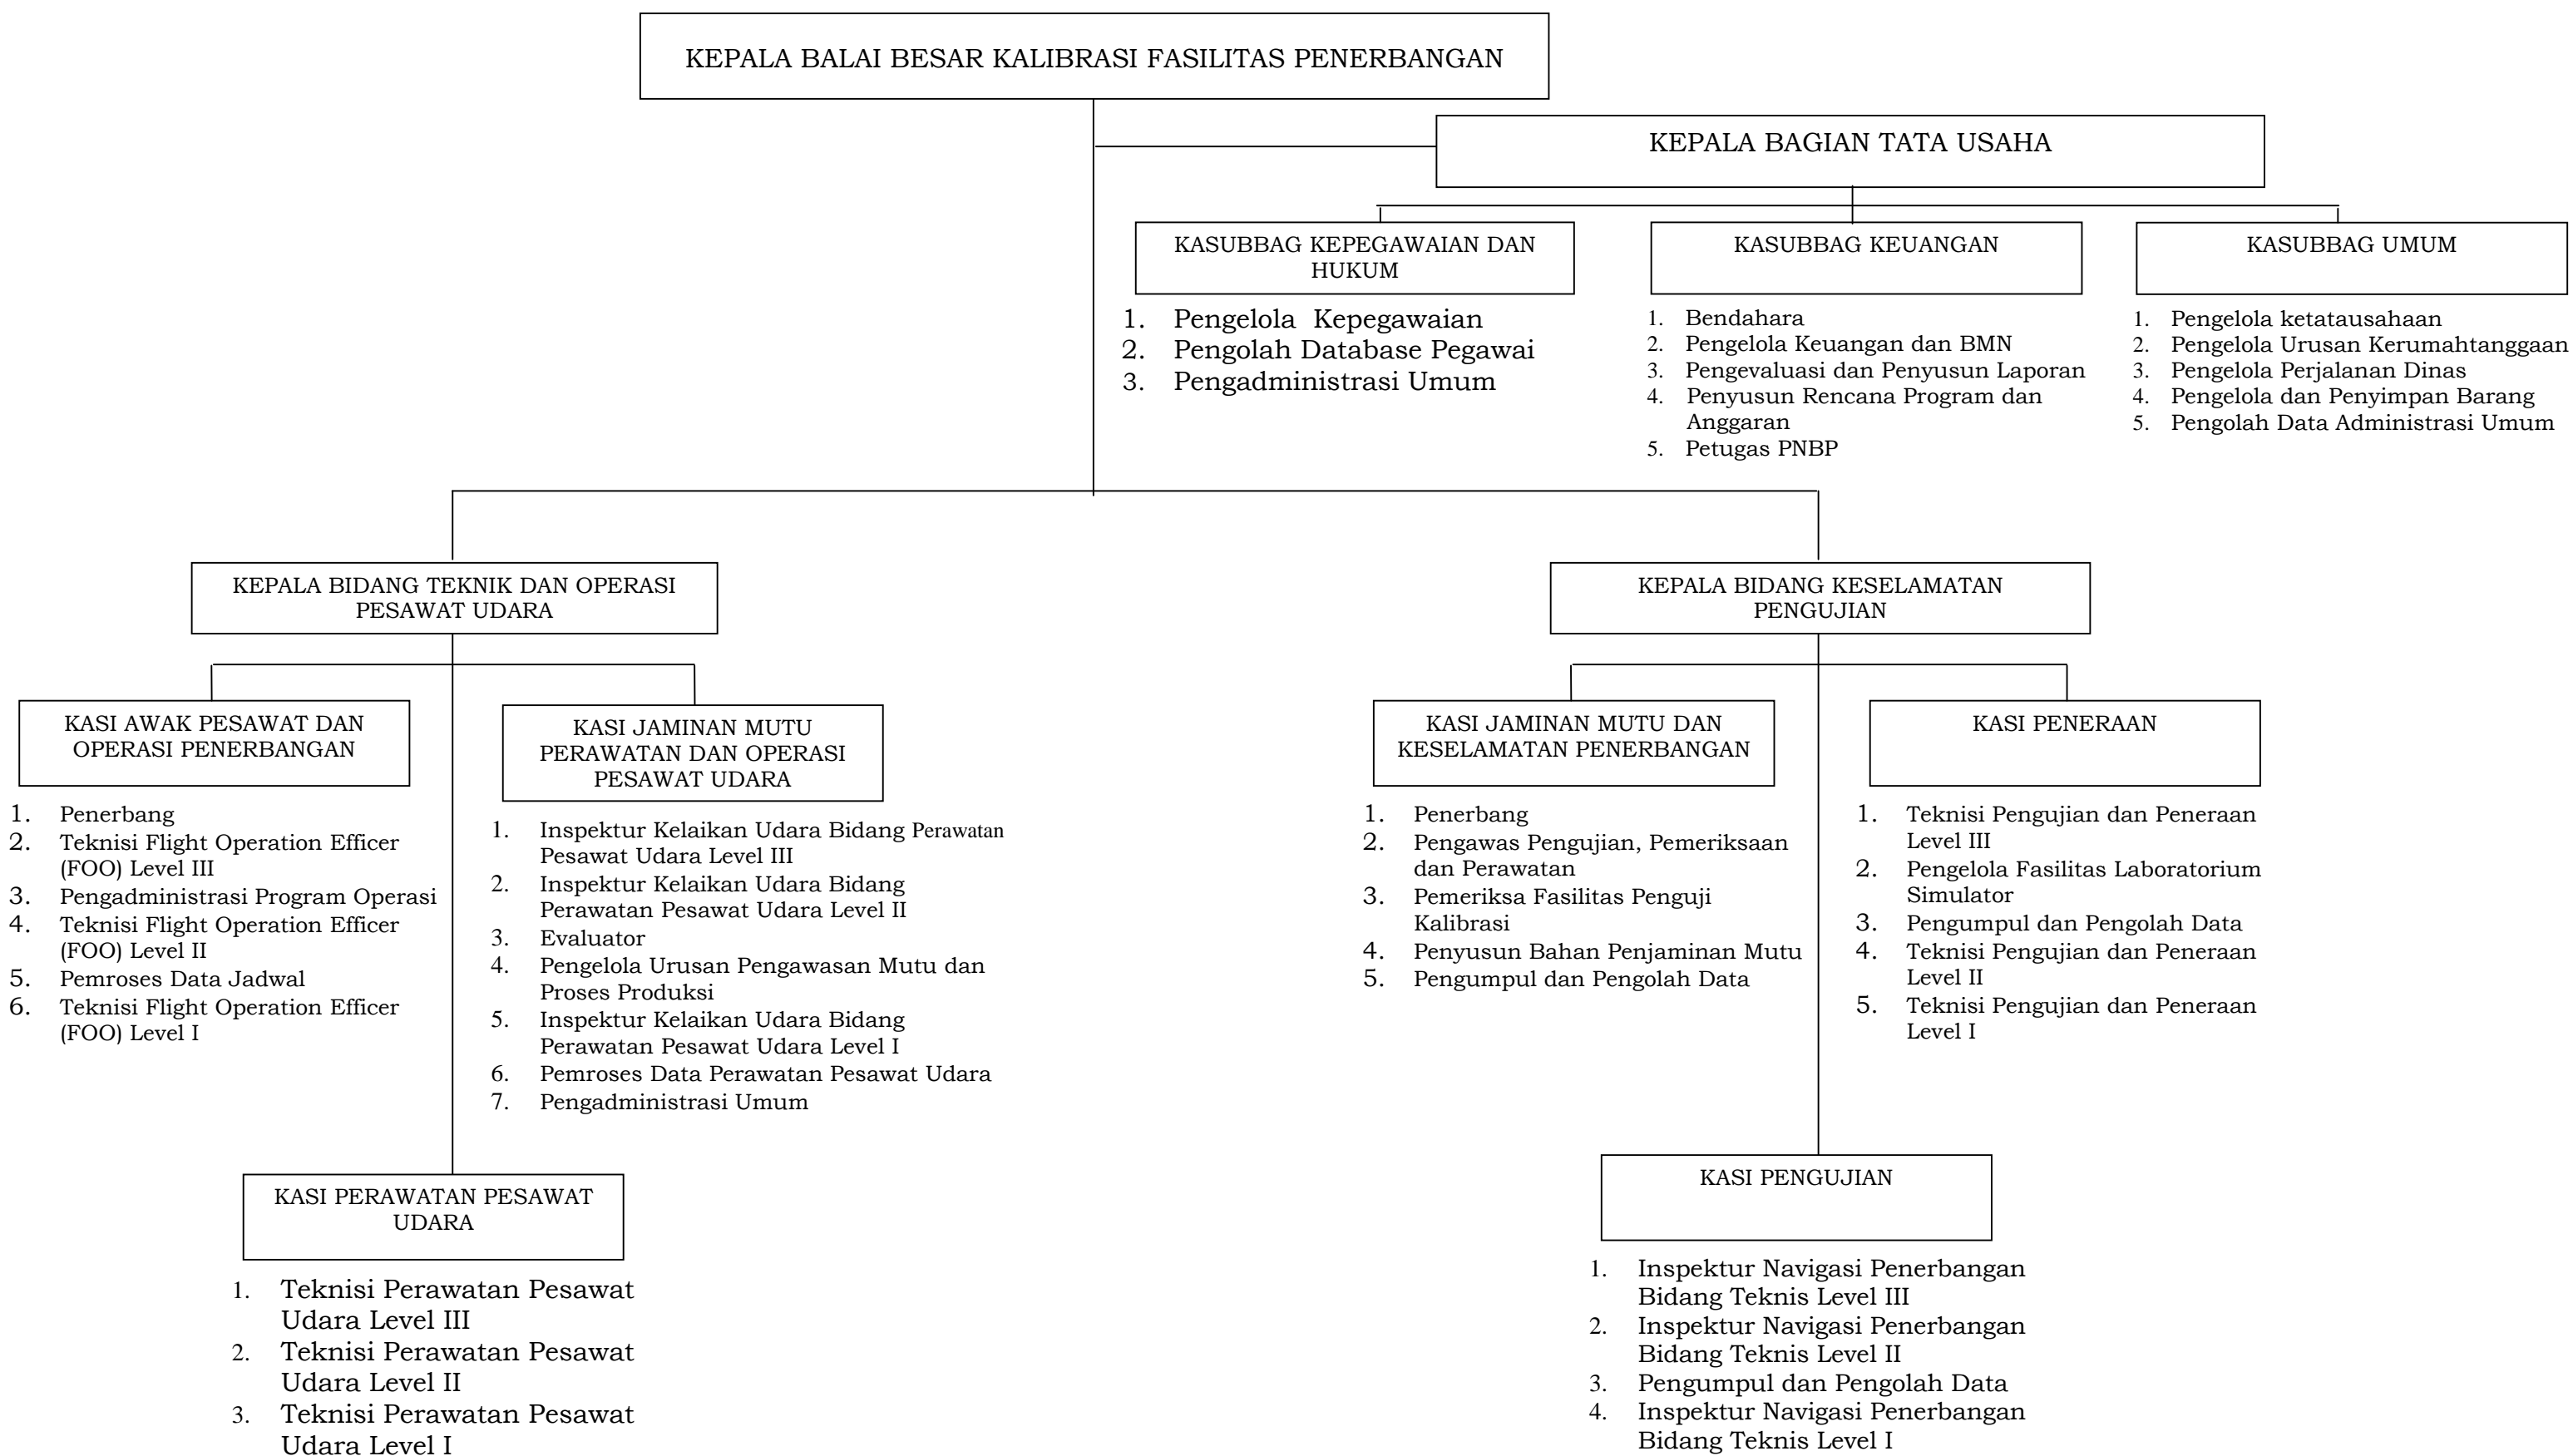 KEPALA BALAI BESAR KALIBRASI FASILITAS PENERBANGAN
KEPALA BAGIAN TATA USAHA
KASUBBAG KEPEGAWAIAN DAN
HUKUM
1. Pengelola Kepegawaian
2. Pengolah Database Pegawai
3. Pengadministrasi Umum
KASUBBAG KEUANGAN
1. Bendahara
2. Pengelola Keuangan dan BMN
3. Pengevaluasi dan Penyusun Laporan
4. Penyusun Rencana Program dan
Anggaran
5. Petugas PNBP
KASUBBAG UMUM
1. Pengelola ketatausahaan
2. Pengelola Urusan Kerumahtanggaan
3. Pengelola Perjalanan Dinas
4. Pengelola dan Penyimpan Barang
5. Pengolah Data Administrasi Umum
KEPALA BIDANG TEKNIK DAN OPERASI
PESAWAT UDARA
KASI AWAK PESAWAT DAN
OPERASI PENERBANGAN
1. Penerbang
2. Teknisi Flight Operation Efficer
(FOO) Level III
3. Pengadministrasi Program Operasi
4. Teknisi Flight Operation Efficer
(FOO) Level II
5. Pemroses Data Jadwal
6. Teknisi Flight Operation Efficer
(FOO) Level I
KASI JAMINAN MUTU
PERAWATAN DAN OPERASI
PESAWAT UDARA
1. Inspektur Kelaikan Udara Bidang Perawatan
Pesawat Udara Level III
2. Inspektur Kelaikan Udara Bidang
Perawatan Pesawat Udara Level II
3. Evaluator
4. Pengelola Urusan Pengawasan Mutu dan
Proses Produksi
5. Inspektur Kelaikan Udara Bidang
Perawatan Pesawat Udara Level I
6. Pemroses Data Perawatan Pesawat Udara
7. Pengadministrasi Umum
KASI PERAWATAN PESAWAT
UDARA
1. Teknisi Perawatan Pesawat
Udara Level III
2. Teknisi Perawatan Pesawat
Udara Level II
3. Teknisi Perawatan Pesawat
Udara Level I
KEPALA BIDANG KESELAMATAN
PENGUJIAN
KASI JAMINAN MUTU DAN
KESELAMATAN PENERBANGAN
1. Penerbang
2. Pengawas Pengujian, Pemeriksaan
dan Perawatan
3. Pemeriksa Fasilitas Penguji
Kalibrasi
4. Penyusun Bahan Penjaminan Mutu
5. Pengumpul dan Pengolah Data
KASI PENERAAN
1. Teknisi Pengujian dan Peneraan
Level III
2. Pengelola Fasilitas Laboratorium
Simulator
3. Pengumpul dan Pengolah Data
4. Teknisi Pengujian dan Peneraan
Level II
5. Teknisi Pengujian dan Peneraan
Level I
KASI PENGUJIAN
1. Inspektur Navigasi Penerbangan
Bidang Teknis Level III
2. Inspektur Navigasi Penerbangan
Bidang Teknis Level II
3. Pengumpul dan Pengolah Data
4. Inspektur Navigasi Penerbangan
Bidang Teknis Level I